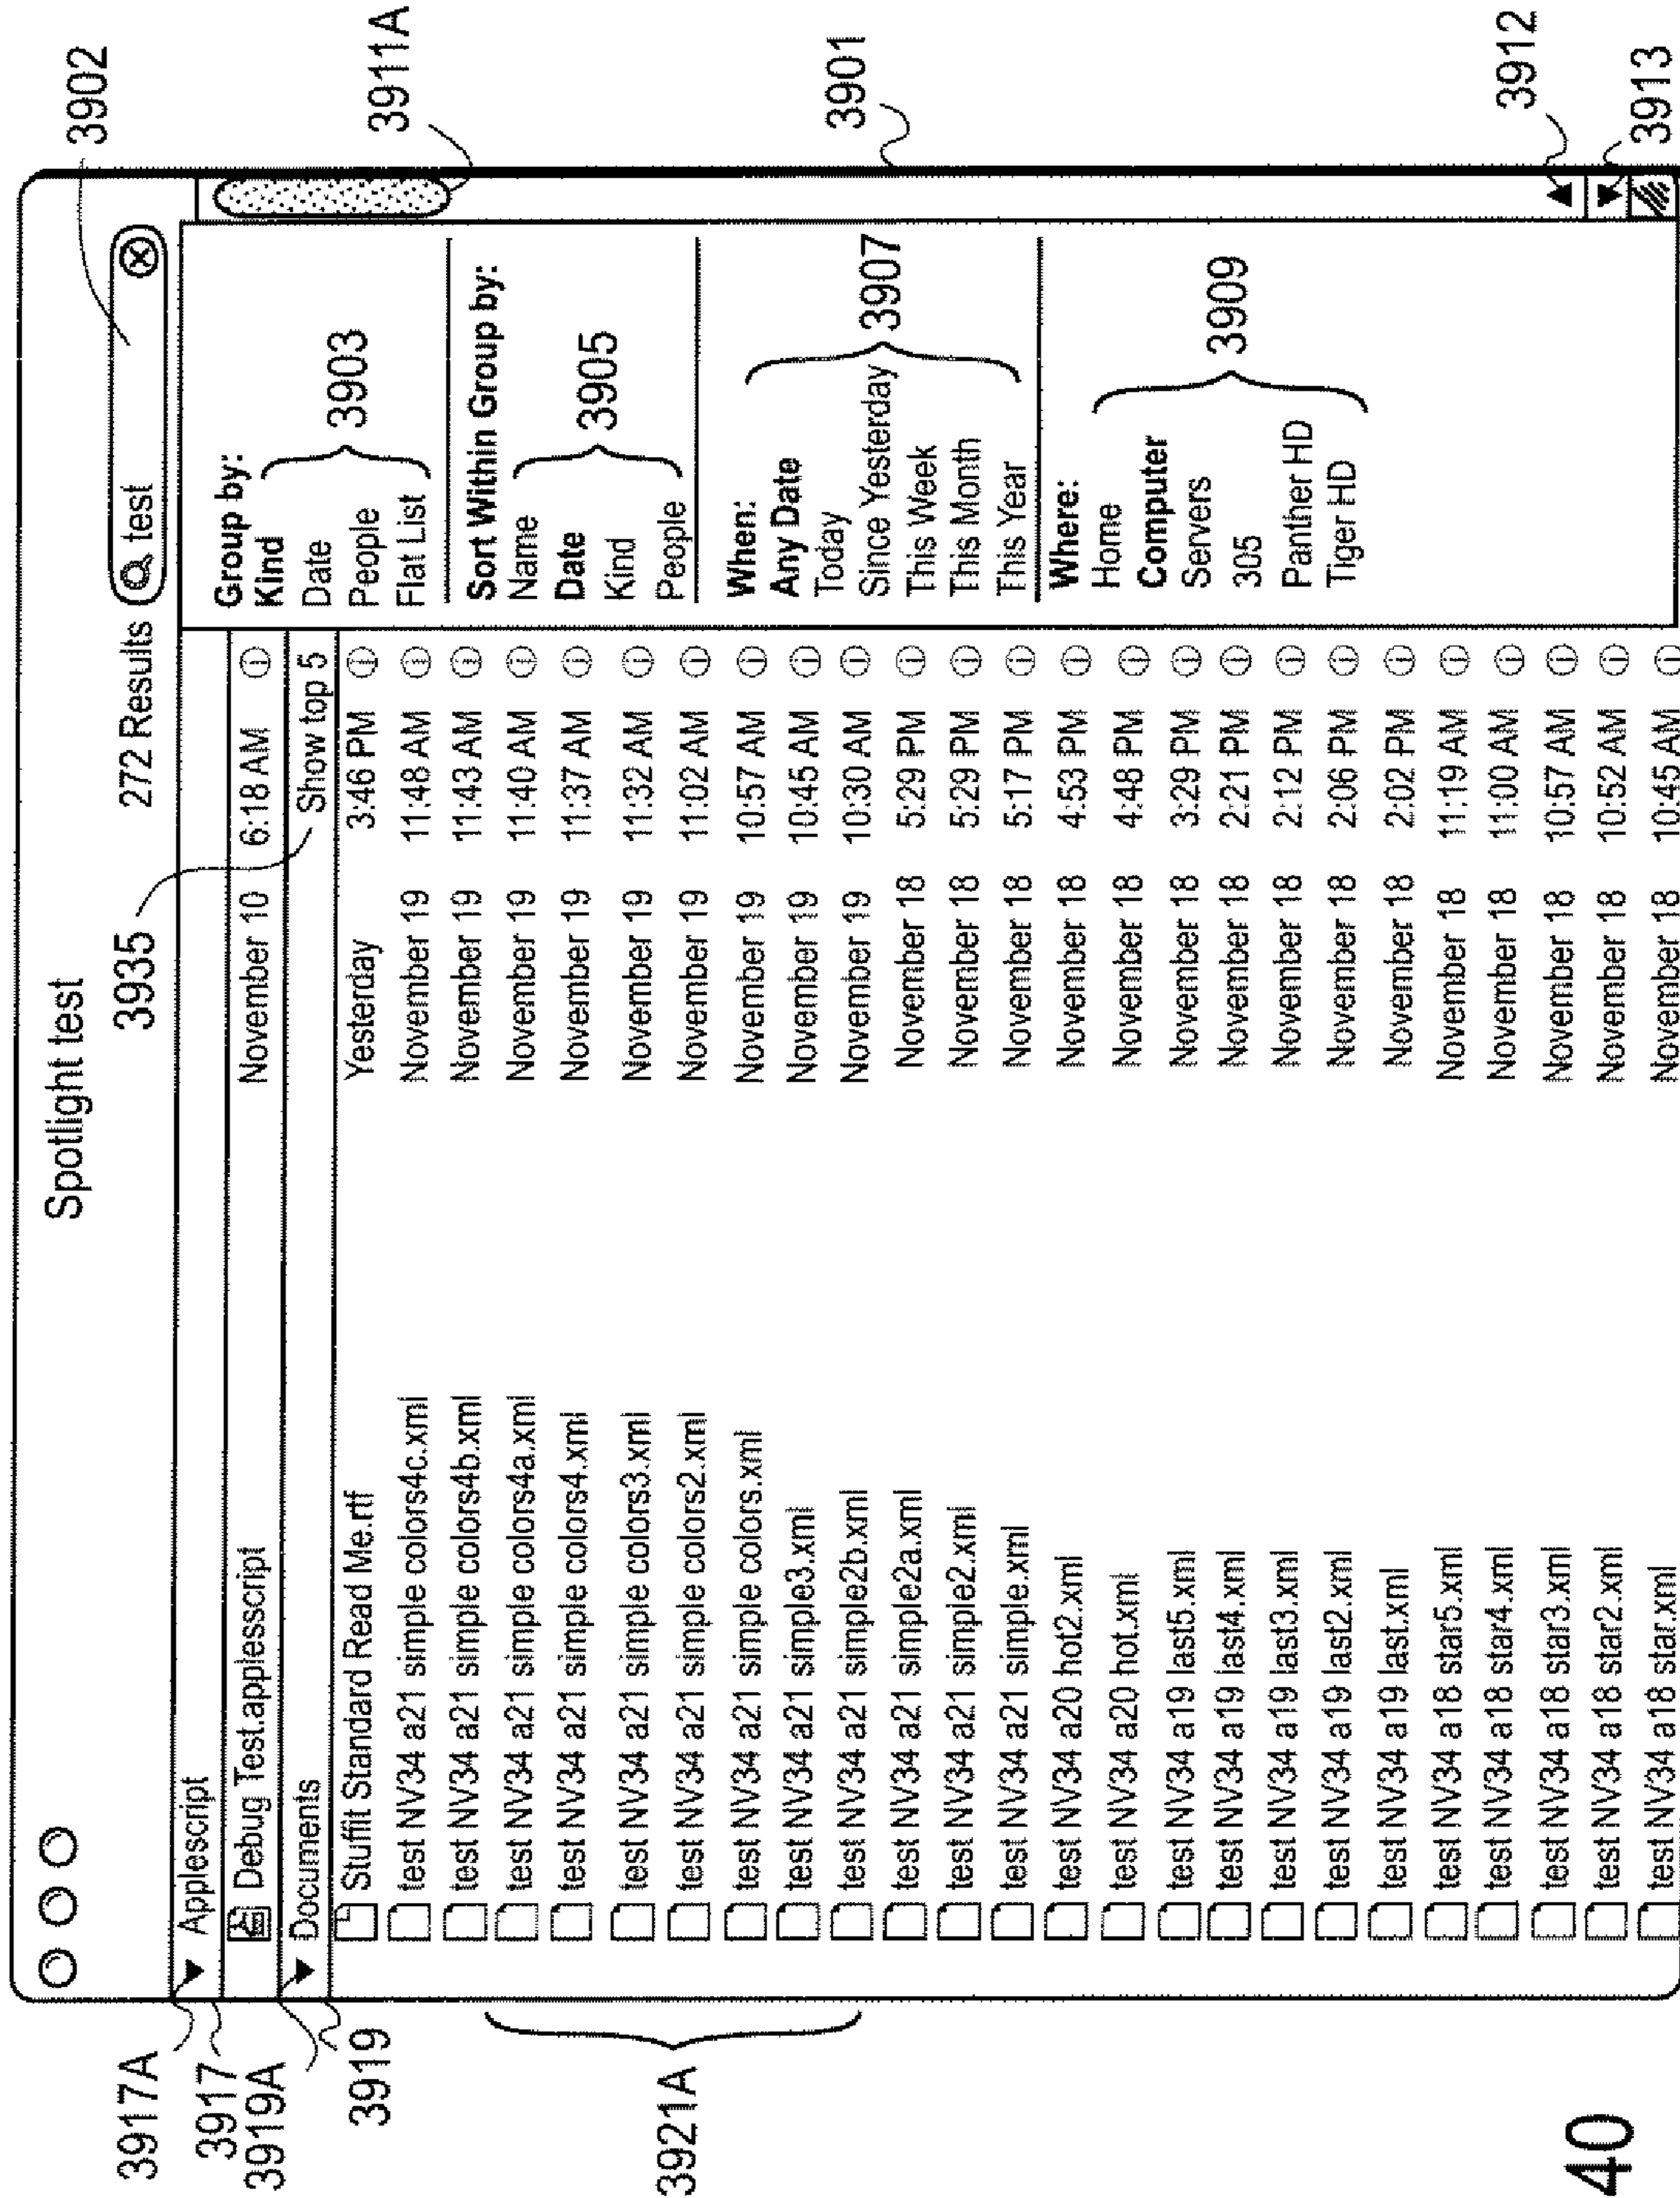 Spotlight test
3902
3935
272 Results
test
3917A
3917
3919A
3919
3921A
Applescript
Debug Test.applesscript November 10 6:18 AM
Documents Show top 5
Stuffit Standard Read Me.rtf Yesterday 3:46 PM
test NV34 a21 simple colors4c.xml November 19 11:48 AM
test NV34 a21 simple colors4b.xml November 19 11:43 AM
test NV34 a21 simple colors4a.xml November 19 11:40 AM
test NV34 a21 simple colors4.xml November 19 11:37 AM
test NV34 a21 simple colors3.xml November 19 11:32 AM
test NV34 a21 simple colors2.xml November 19 11:02 AM
test NV34 a21 simple colors.xml November 19 10:57 AM
test NV34 a21 simple3.xml November 19 10:45 AM
test NV34 a21 simple2b.xml November 19 10:30 AM
test NV34 a21 simple2a.xml November 18 5:29 PM
test NV34 a21 simple2.xml November 18 5:29 PM
test NV34 a21 simple.xml November 18 5:17 PM
test NV34 a20 hot2.xml November 18 4:53 PM
test NV34 a20 hot.xml November 18 4:48 PM
test NV34 a19 last5.xml November 18 3:29 PM
test NV34 a19 last4.xml November 18 2:21 PM
test NV34 a19 last3.xml November 18 2:12 PM
test NV34 a19 last2.xml November 18 2:06 PM
test NV34 a19 last.xml November 18 2:02 PM
test NV34 a18 star5.xml November 18 11:19 AM
test NV34 a18 star4.xml November 18 11:00 AM
test NV34 a18 star3.xml November 18 10:57 AM
test NV34 a18 star2.xml November 18 10:52 AM
test NV34 a18 star.xml November 18 10:45 AM
Group by:
Kind
Date
People
Flat List
3903
Sort Within Group by:
Name
Date
Kind
People
3905
When:
Any Date
Today
Since Yesterday
This Week
This Month
This Year
3907
Where:
Home
Computer
Servers
305
Panther HD
Tiger HD
3909
3911A
3901
3912
3913
40